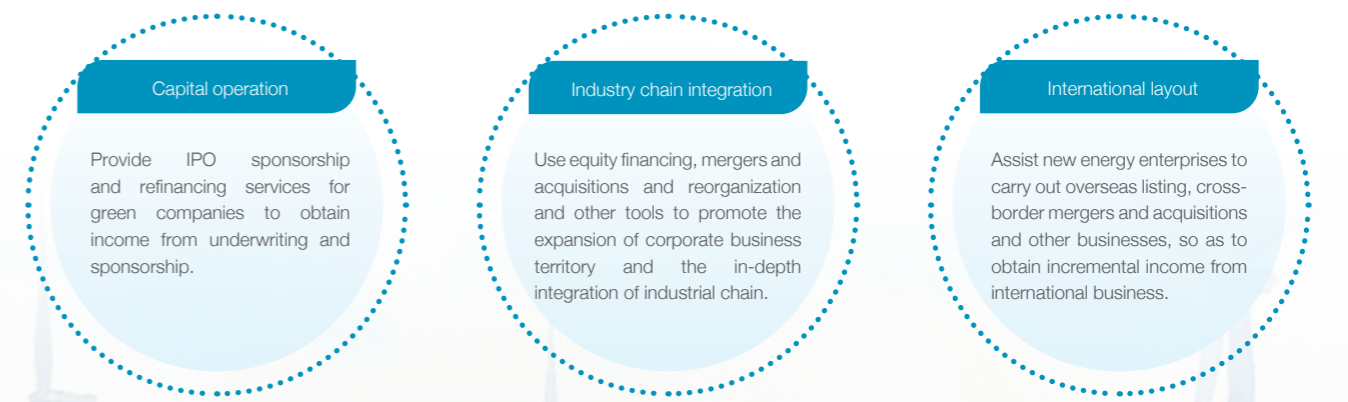 Capital operation
Provide IPO sponsorship
and refinancing services for
green companies to obtain
income from underwriting and
sponsorship.
Industry chain integration
Use equity financing, mergers and
acquisitions and reorganization
and other tools to promote the
expansion of corporate business
territory and the in-depth
integration of industrial chain.
International layout
Assist new energy enterprises to
carry out overseas listing, cross-
border mergers and acquisitions
and other businesses, so as to
obtain incremental income from
international business.